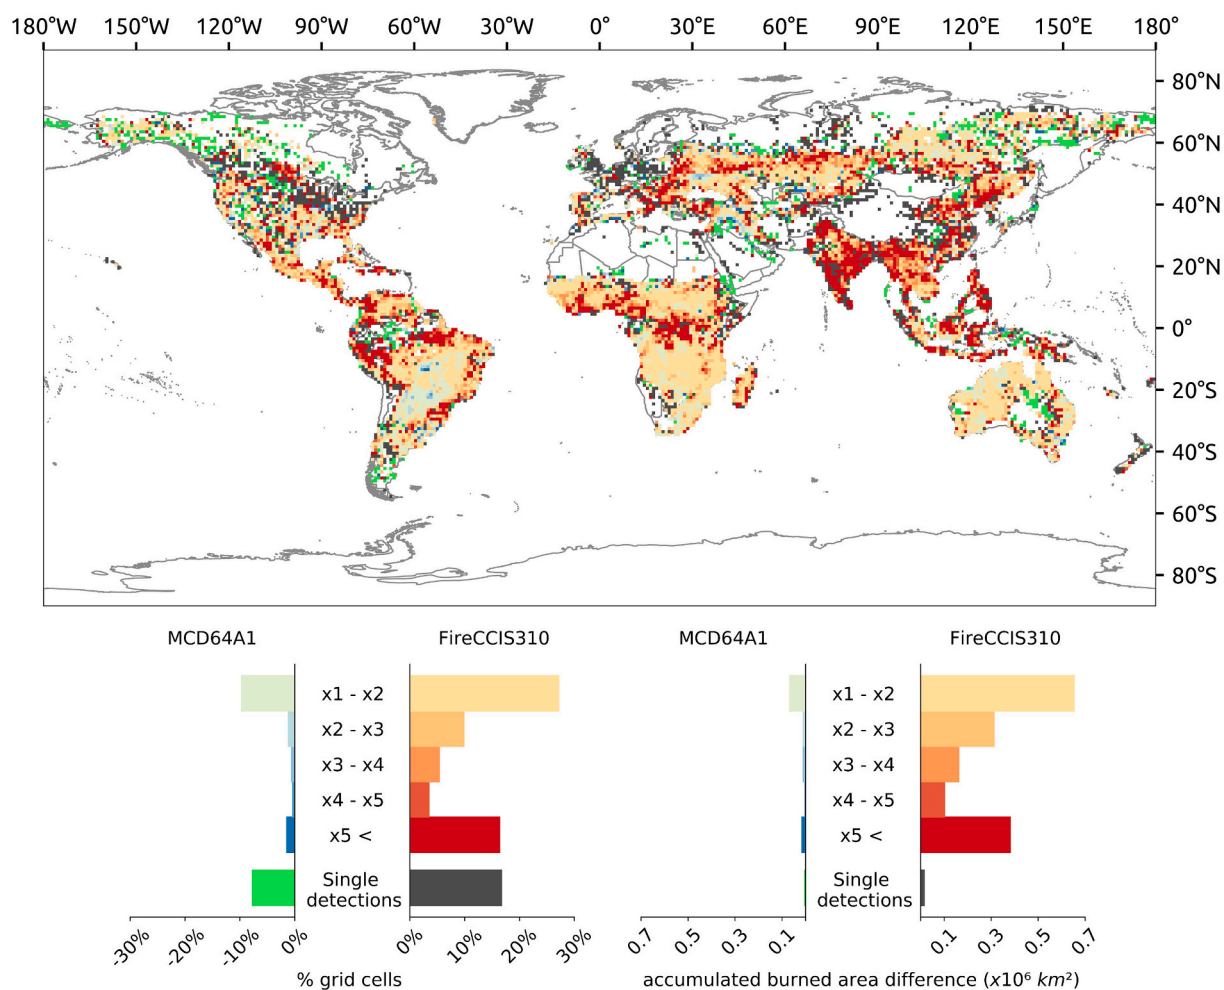 180°W 150°W 120°W 90°W 60°W 30°W 0° 30°E 60°E 90°E 120°E 150°E 180°
80°N
60°N
40°N
20°N
0°
20°S
40°S
60°S
80°S
MCD64A1 FireCCIS310 MCD64A1 FireCCIS310
x1 - x2 x1 - x2
x2 - x3 x2 - x3
x3 - x4 x3 - x4
x4 - x5 x4 - x5
x5 < x5 <
Single Single
detections detections
-30% -20% -10% 0% 0% 10% 20% 30% 0.7 0.5 0.3 0.1 0.1 0.3 0.5 0.7
% grid cells accumulated burned area difference (x10⁶ km²)